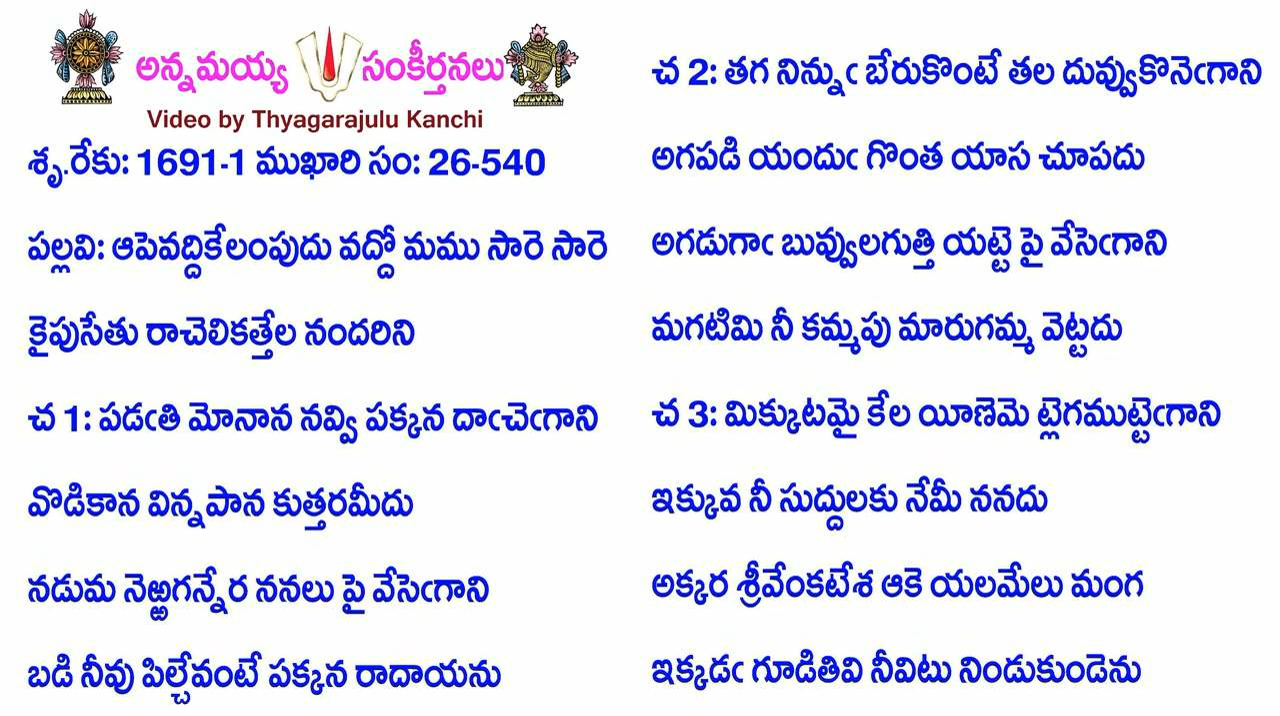 అన్నమయ్య సంకీర్తనలు
Video by Thyagarajulu Kanchi
శృ.రేకు: 1691-1 ముఖారి సం: 26-540
పల్లవి: ఆపెవద్దికేలంపుదు వద్దో మము సారె సారె
కైపుసేతు రాచెలికత్తేల నందరిని
చ 1: పడఁతి మోనాన నవ్వి పక్కన దాఁచెఁగాని
వొడికాన విన్నపాన కుత్తరమీదు
నడుమ నెఱ్ఱగన్నేర ననలు పై వేసెఁగాని
బడి నీవు పిల్చేవంటే పక్కన రాదాయను
చ 2: తగ నిన్నుఁ బేరుకొంటే తల దువ్వుకొనెఁగాని
అగపడి యందుఁ గొంత యాస చూపదు
అగడుగాఁ బువ్వులగుత్తి యట్టె పై వేసెఁగాని
మగటిమి నీ కమ్మపు మారుగమ్మ వెట్టదు
చ 3: మిక్కుటమై కేల యీణెమె ట్లెగముట్టెఁగాని
ఇక్కువ నీ సుద్దులకు నేమీ ననదు
అక్కర శ్రీవేంకటేశ ఆకె యలమేలు మంగ
ఇక్కడఁ గూడితివి నీవిటు నిండుకుండెను